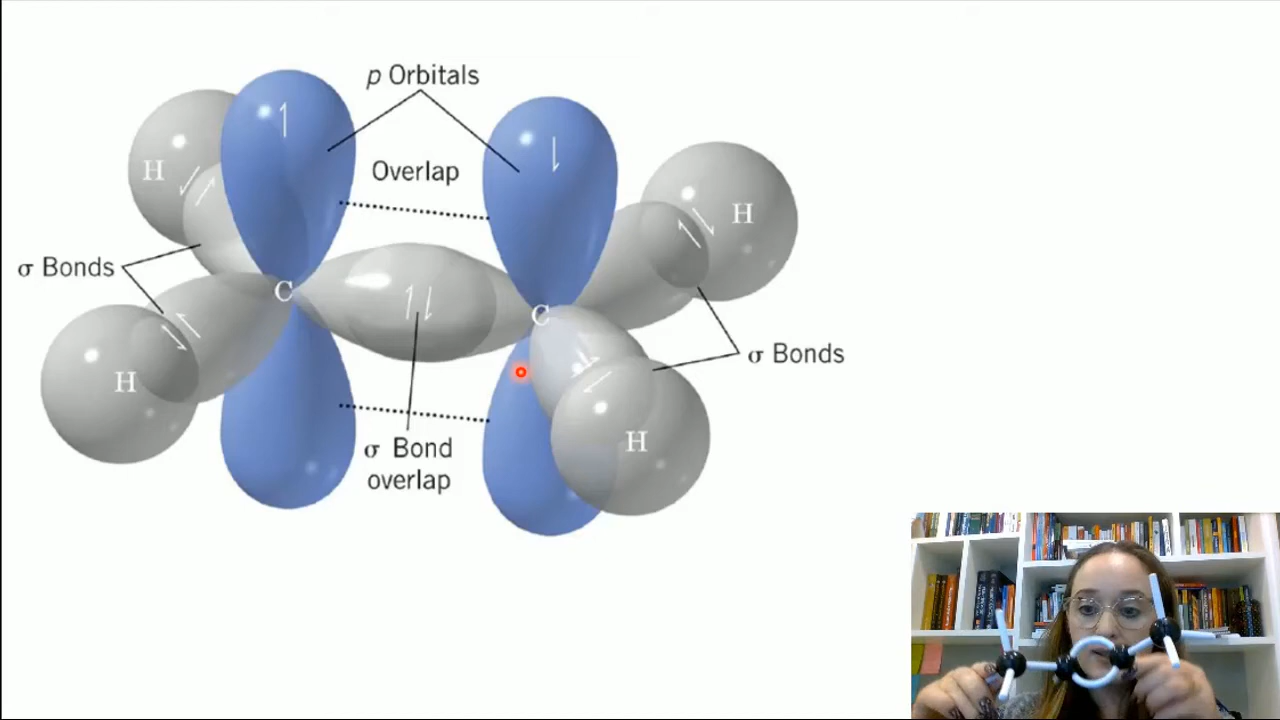 p Orbitals
Overlap
H
H
C
σ Bonds
C
σ Bonds
H
H
σ Bond
overlap